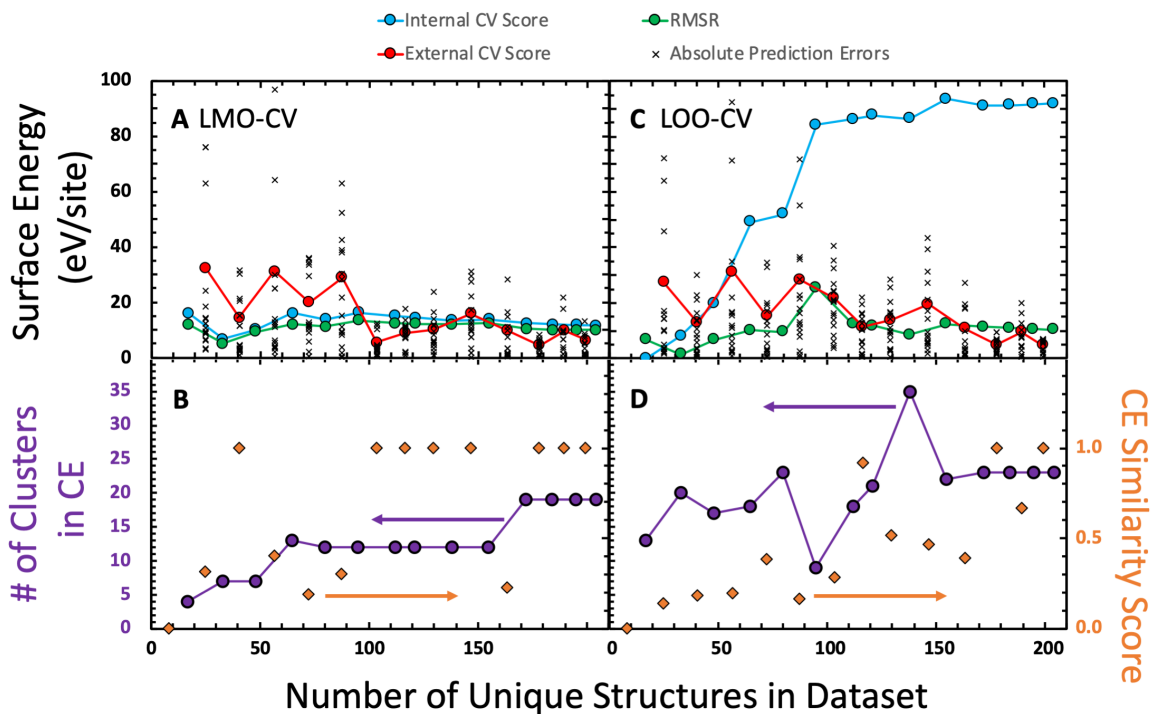 Internal CV Score
RMSR
External CV Score
Absolute Prediction Errors
Surface Energy
(eV/site)
100
80
60
40
20
0
A LMO-CV
C LOO-CV
# of Clusters
in CE
35
30
25
20
15
10
5
0
B
D
1.0
0.5
0.0
CE Similarity Score
0
50
100
150
0
50
100
150
200
Number of Unique Structures in Dataset